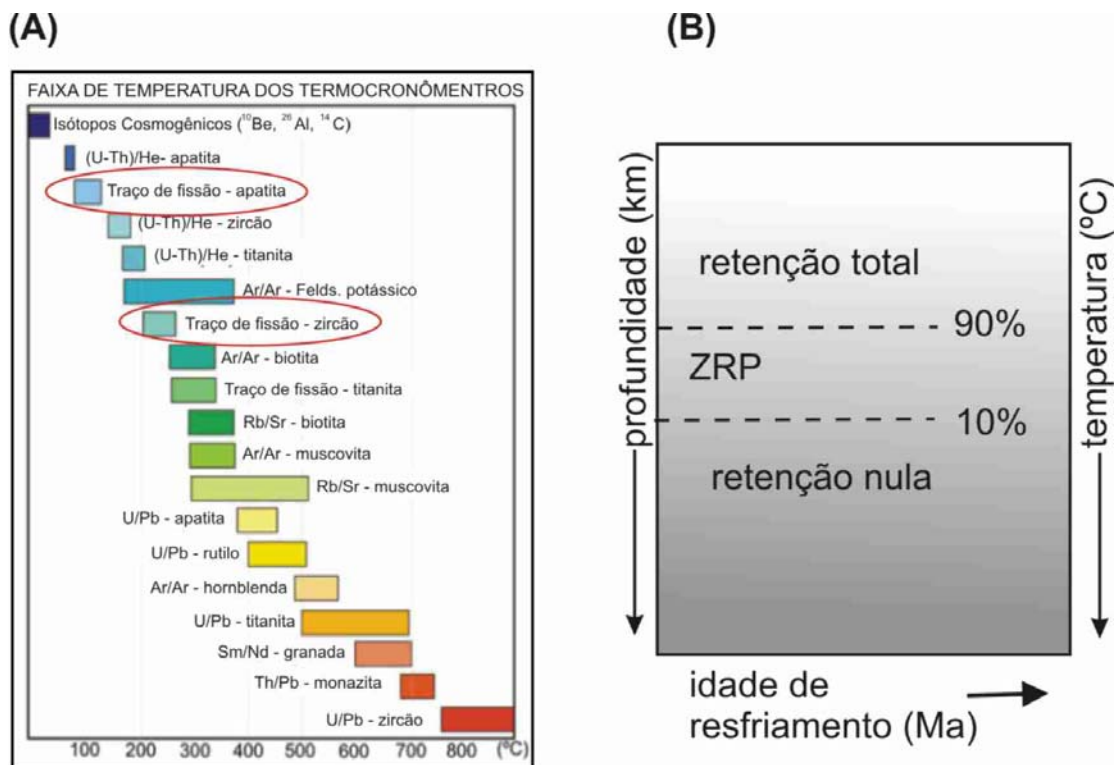 (A)
FAIXA DE TEMPERATURA DOS TERMOCRONÔMENTROS
Isótopos Cosmogênicos (¹⁰Be, ²⁶Al, ¹⁴C)
(U-Th)/He- apatita
Traço de fissão - apatita
(U-Th)/He - zircão
(U-Th)/He - titanita
Ar/Ar - Felds. potássico
Traço de fissão - zircão
Ar/Ar - biotita
Traço de fissão - titanita
Rb/Sr - biotita
Ar/Ar - muscovita
Rb/Sr - muscovita
U/Pb - apatita
U/Pb - rutilo
Ar/Ar - hornblenda
U/Pb - titanita
Sm/Nd - granada
Th/Pb - monazita
U/Pb - zircão
100 200 300 400 500 600 700 800 (ºC)
(B)
profundidade (km)
retenção total
90%
ZRP
10%
retenção nula
temperatura (ºC)
idade de
resfriamento (Ma)